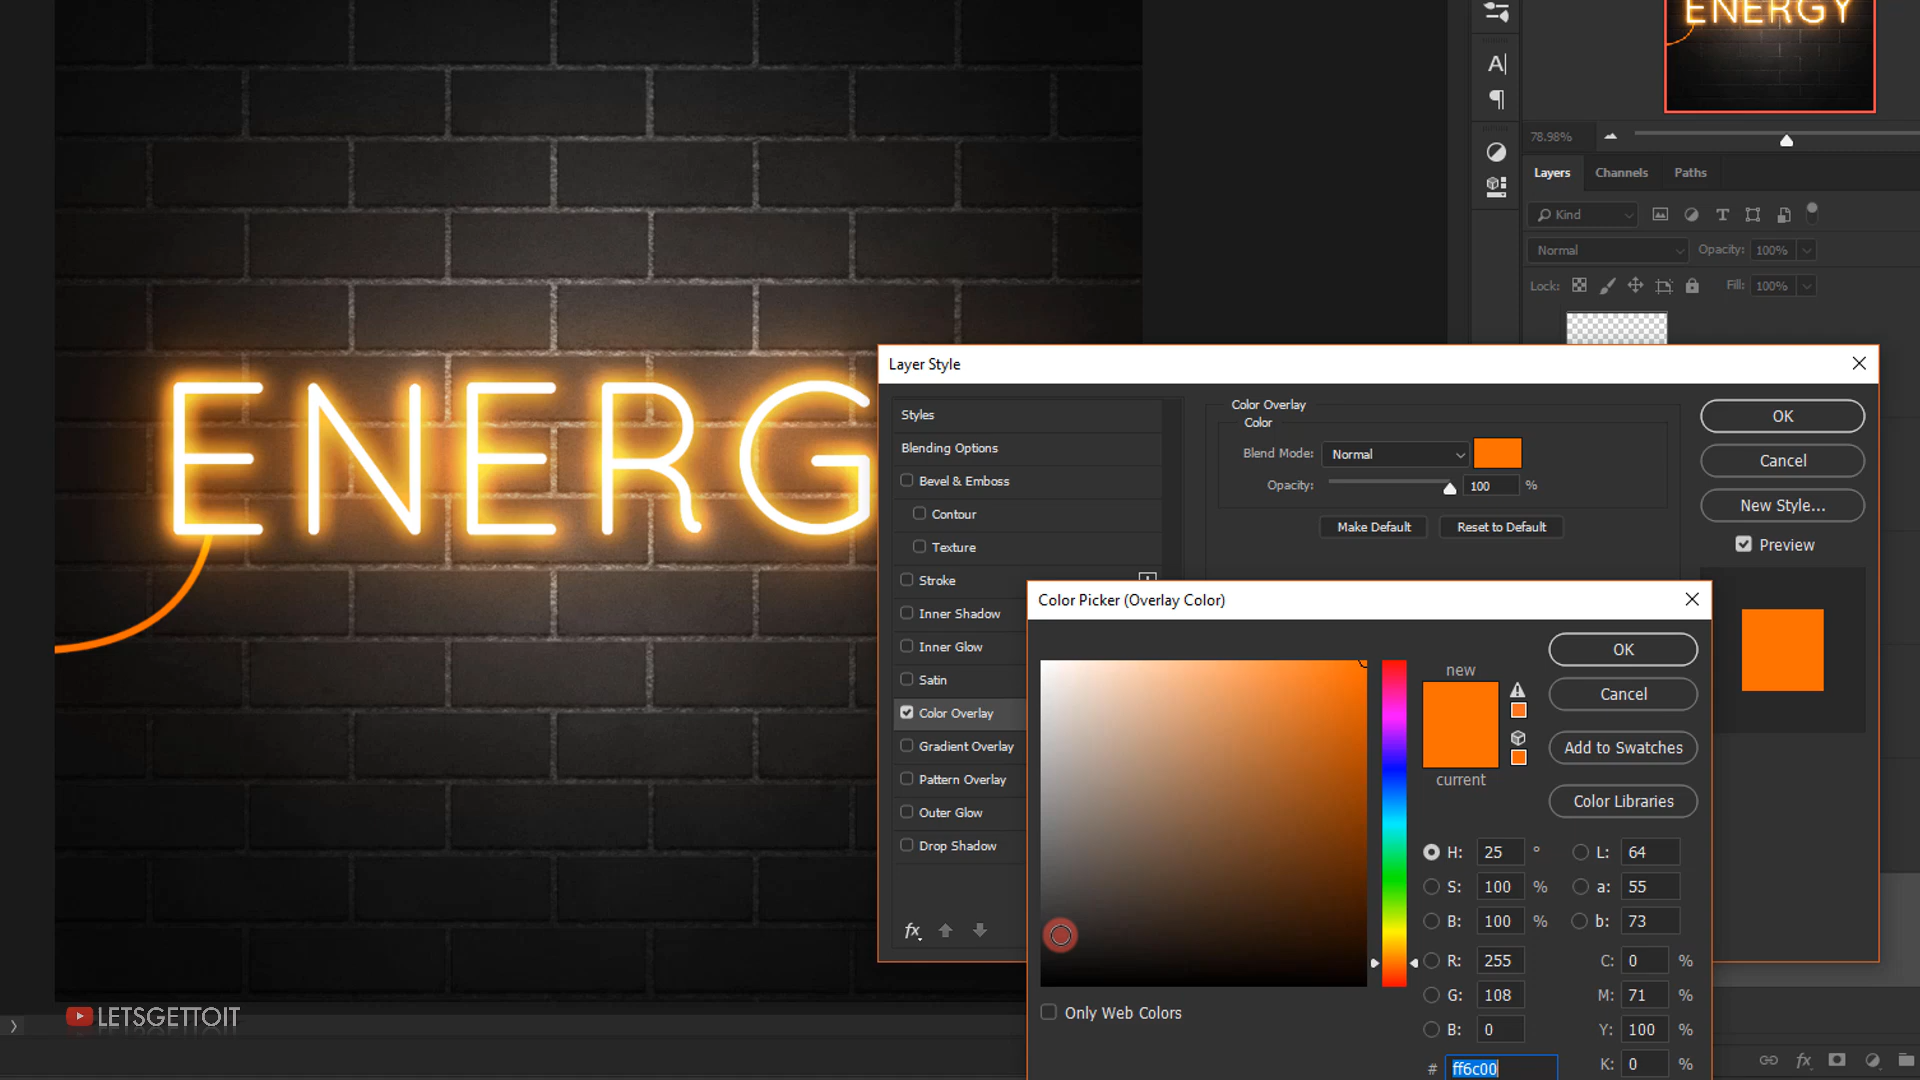 ENERGY
78.98%
Layers Channels Paths
Kind
Normal Opacity: 100%
Lock: Fill: 100%
ENERG
Layer Style
Styles
Blending Options
Bevel & Emboss
Contour
Texture
Stroke
Inner Shadow
Inner Glow
Satin
Color Overlay
Gradient Overlay
Pattern Overlay
Outer Glow
Drop Shadow
fx
Color Overlay
Color
Blend Mode: Normal
Opacity: 100 %
Make Default Reset to Default
OK
Cancel
New Style...
Preview
Color Picker (Overlay Color)
new
current
OK
Cancel
Add to Swatches
Color Libraries
H: 25 ° L: 64
S: 100 % a: 55
B: 100 % b: 73
R: 255 C: 0 %
G: 108 M: 71 %
B: 0 Y: 100 %
# ff6c00 K: 0 %
Only Web Colors
LETSGETTOIT
fx